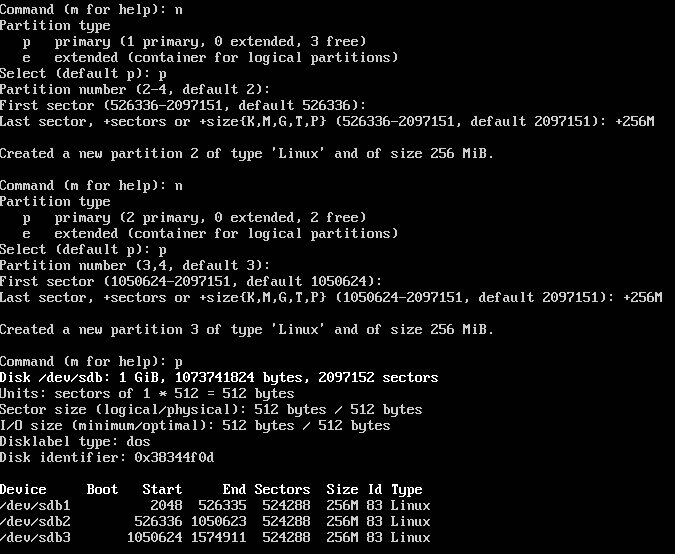 Command (m for help): n
Partition type
   p   primary (1 primary, 0 extended, 3 free)
   e   extended (container for logical partitions)
Select (default p): p
Partition number (2-4, default 2):
First sector (526336-2097151, default 526336):
Last sector, +sectors or +size{K,M,G,T,P} (526336-2097151, default 2097151): +256M

Created a new partition 2 of type 'Linux' and of size 256 MiB.

Command (m for help): n
Partition type
   p   primary (2 primary, 0 extended, 2 free)
   e   extended (container for logical partitions)
Select (default p): p
Partition number (3,4, default 3):
First sector (1050624-2097151, default 1050624):
Last sector, +sectors or +size{K,M,G,T,P} (1050624-2097151, default 2097151): +256M

Created a new partition 3 of type 'Linux' and of size 256 MiB.

Command (m for help): p
Disk /dev/sdb: 1 GiB, 1073741824 bytes, 2097152 sectors
Units: sectors of 1 * 512 = 512 bytes
Sector size (logical/physical): 512 bytes / 512 bytes
I/O size (minimum/optimal): 512 bytes / 512 bytes
Disklabel type: dos
Disk identifier: 0x38344f0d

Device     Boot   Start     End Sectors  Size Id Type
/dev/sdb1          2048  526335  524288  256M 83 Linux
/dev/sdb2        526336 1050623  524288  256M 83 Linux
/dev/sdb3       1050624 1574911  524288  256M 83 Linux